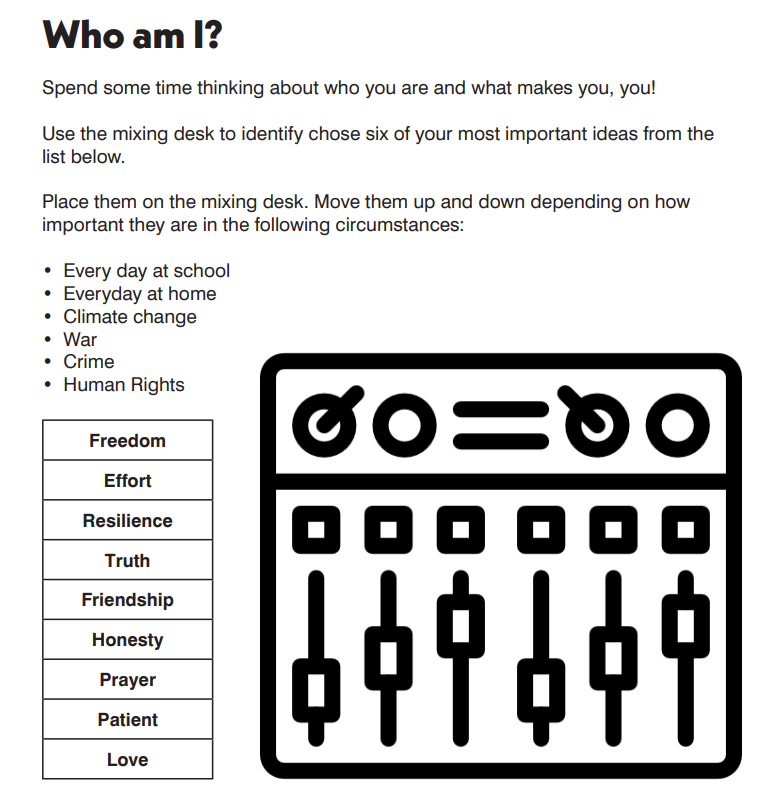 Who am I?
Spend some time thinking about who you are and what makes you, you!
Use the mixing desk to identify chose six of your most important ideas from the
list below.
Place them on the mixing desk. Move them up and down depending on how
important they are in the following circumstances:
• Every day at school
• Everyday at home
• Climate change
• War
• Crime
• Human Rights
Freedom
Effort
Resilience
Truth
Friendship
Honesty
Prayer
Patient
Love